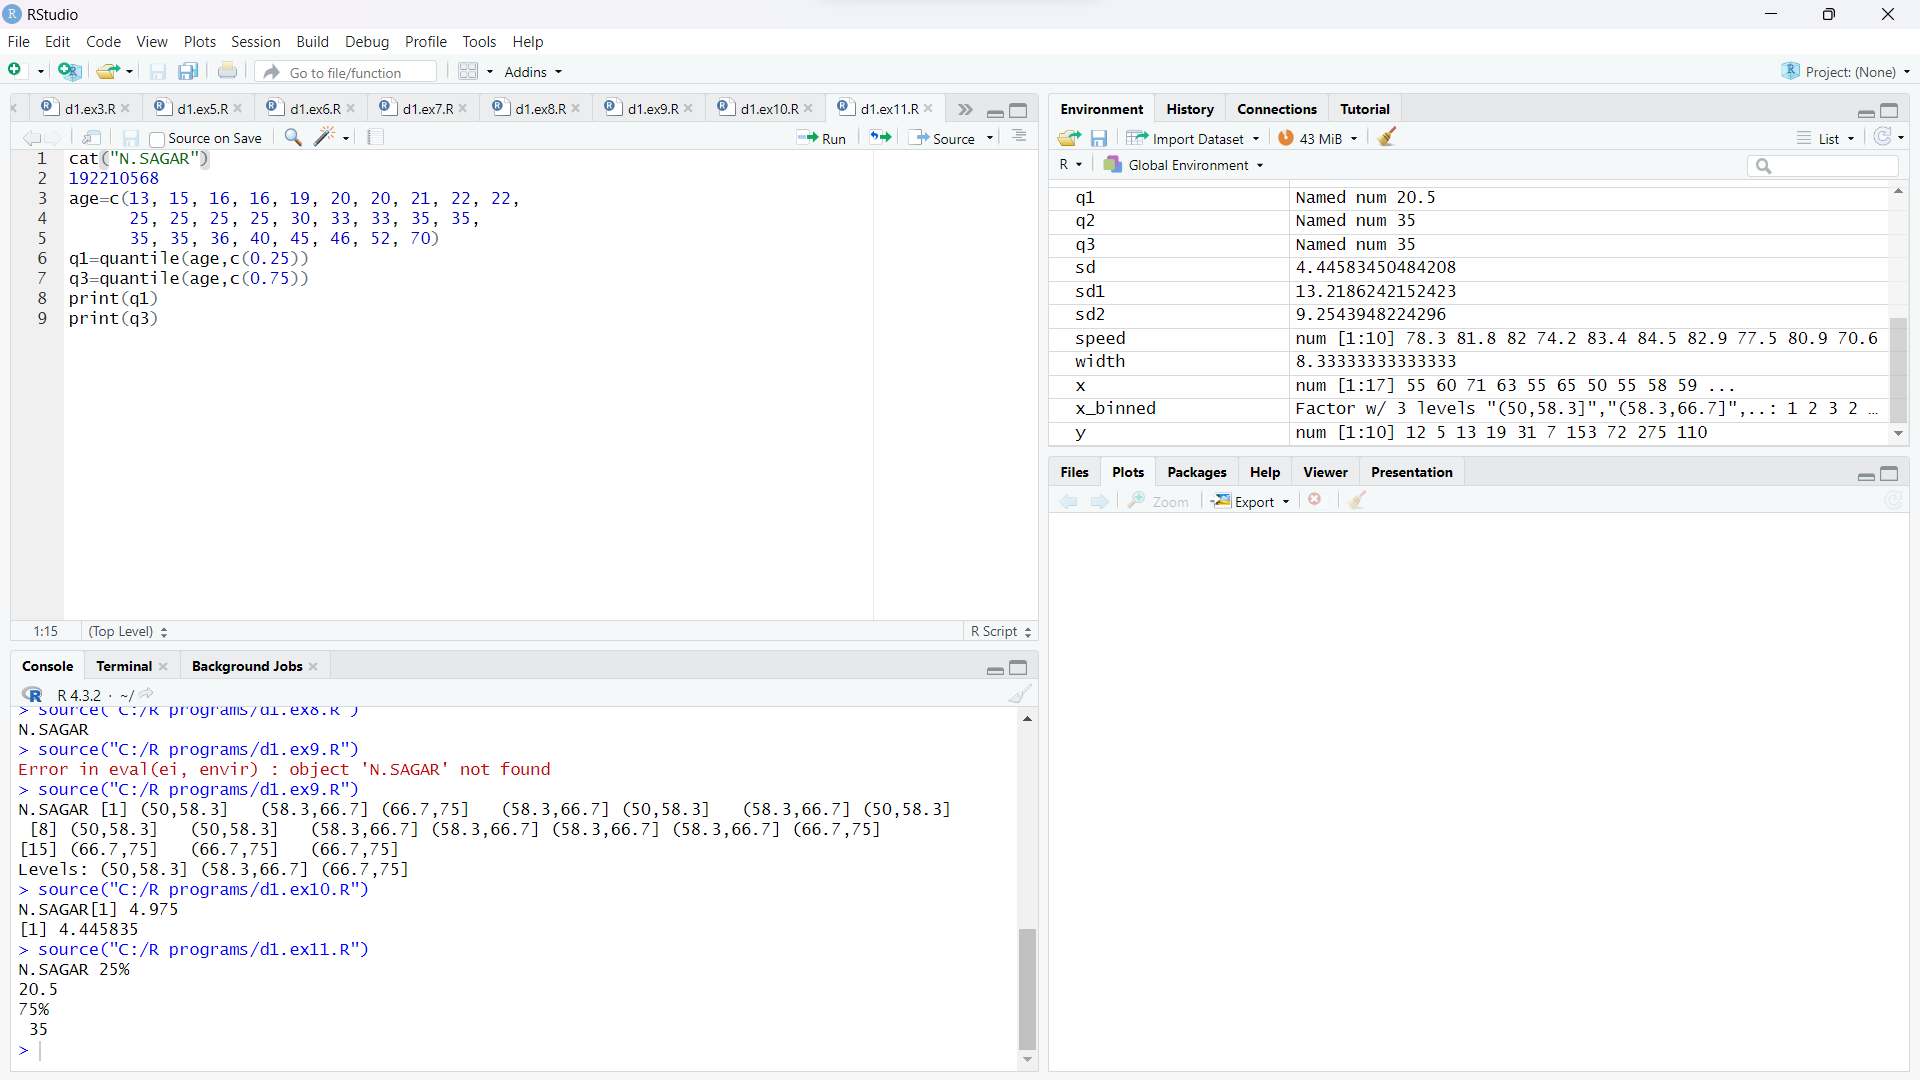 RStudio
File Edit Code View Plots Session Build Debug Profile Tools Help
Go to file/function Addins Project: (None)
d1.ex3.R d1.ex5.R d1.ex6.R d1.ex7.R d1.ex8.R d1.ex9.R d1.ex10.R d1.ex11.R
Source on Save Run Source
1 cat("N.SAGAR")
2 192210568
3 age=c(13, 15, 16, 16, 19, 20, 20, 21, 22, 22,
4 25, 25, 25, 25, 30, 33, 33, 35, 35,
5 35, 35, 36, 40, 45, 46, 52, 70)
6 q1=quantile(age,c(0.25))
7 q3=quantile(age,c(0.75))
8 print(q1)
9 print(q3)
1:15 (Top Level) R Script
Console Terminal Background Jobs
R 4.3.2 · ~/
> source("C:/R programs/d1.ex8.R")
N.SAGAR
> source("C:/R programs/d1.ex9.R")
Error in eval(ei, envir) : object 'N.SAGAR' not found
> source("C:/R programs/d1.ex9.R")
N.SAGAR [1] (50,58.3] (58.3,66.7] (66.7,75] (58.3,66.7] (50,58.3] (58.3,66.7] (50,58.3]
[8] (50,58.3] (50,58.3] (58.3,66.7] (58.3,66.7] (58.3,66.7] (58.3,66.7] (66.7,75]
[15] (66.7,75] (66.7,75] (66.7,75]
Levels: (50,58.3] (58.3,66.7] (66.7,75]
> source("C:/R programs/d1.ex10.R")
N.SAGAR[1] 4.975
[1] 4.445835
> source("C:/R programs/d1.ex11.R")
N.SAGAR 25%
20.5
75%
35
>
Environment History Connections Tutorial
Import Dataset 43 MiB List
R Global Environment
q1 Named num 20.5
q2 Named num 35
q3 Named num 35
sd 4.44583450484208
sd1 13.2186242152423
sd2 9.2543948224296
speed num [1:10] 78.3 81.8 82 74.2 83.4 84.5 82.9 77.5 80.9 70.6
width 8.33333333333333
x num [1:17] 55 60 71 63 55 65 50 55 58 59 ...
x_binned Factor w/ 3 levels "(50,58.3]","(58.3,66.7]",..: 1 2 3 2 …
y num [1:10] 12 5 13 19 31 7 153 72 275 110
Files Plots Packages Help Viewer Presentation
Zoom Export